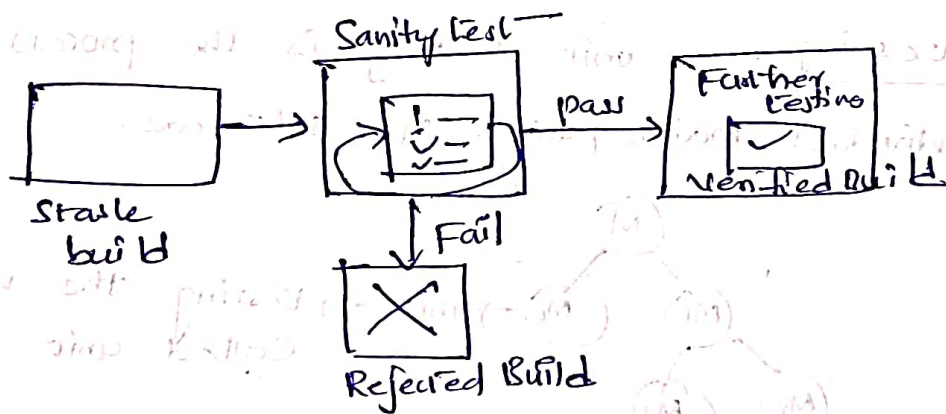 Sanity test
Stable
build
pass
Further
testing
Verified Build
Fail
Rejected Build